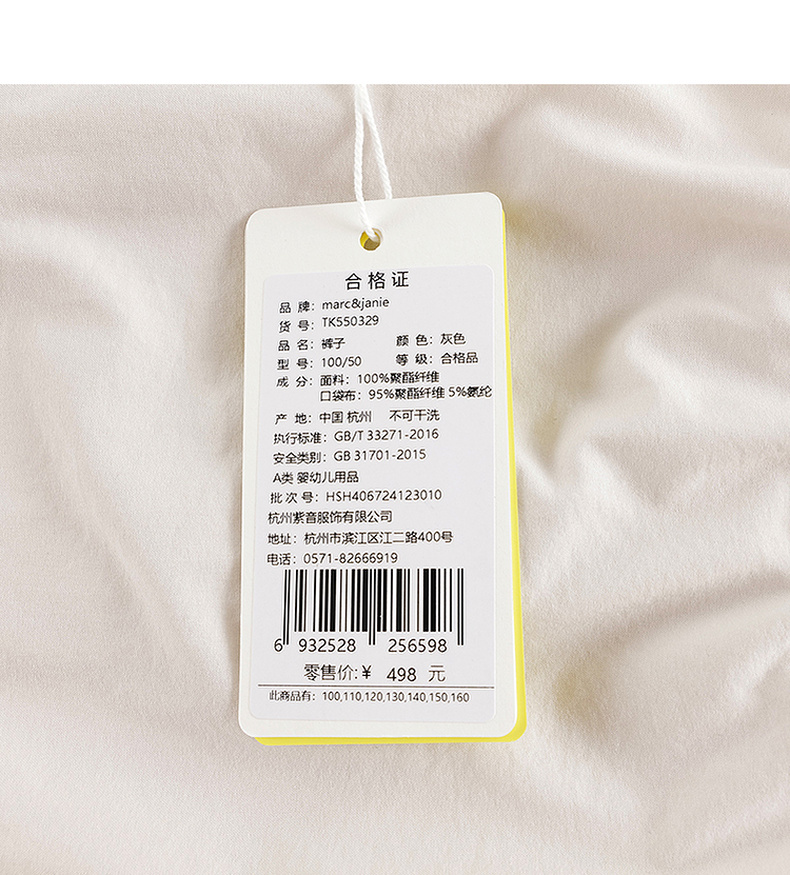 合格证
品 牌：marc&janie
货 号：TK550329
品 名：裤子 颜 色：灰色
型 号：100/50 等 级：合格品
成 分：面料：100%聚酯纤维
口袋布：95%聚酯纤维 5%氨纶
产 地：中国 杭州 不可干洗
执行标准：GB/T 33271-2016
安全类别：GB 31701-2015
A类 婴幼儿用品
批 次 号：HSH406724123010
杭州紫音服饰有限公司
地址：杭州市滨江区江二路400号
电话：0571-82666919
6 932528 256598
零售价:¥ 498 元
此商品有：100,110,120,130,140,150,160